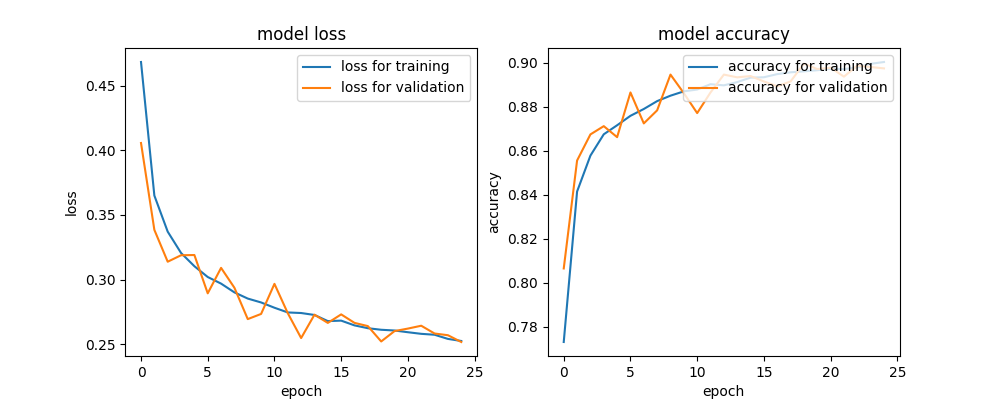 model loss
loss for training
loss for validation
0.45
0.40
0.35
0.30
0.25
loss
0
5
10
15
20
25
epoch
model accuracy
accuracy for training
accuracy for validation
0.90
0.88
0.86
0.84
0.82
0.80
0.78
accuracy
0
5
10
15
20
25
epoch